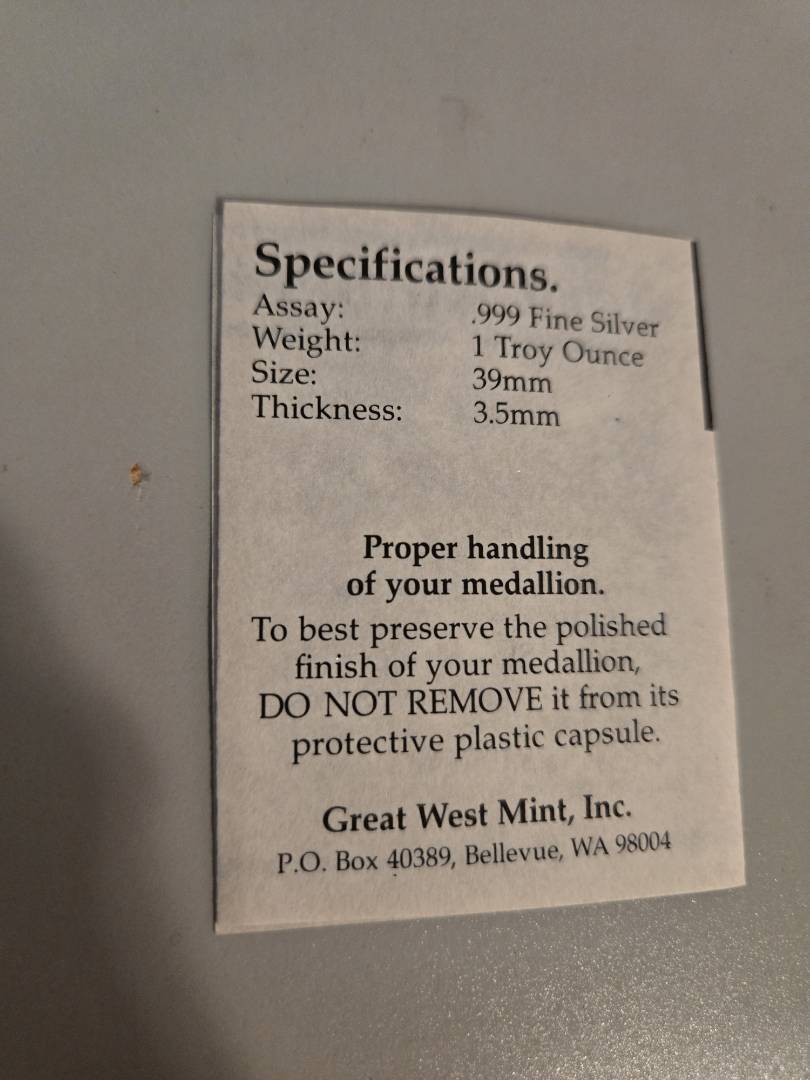 Specifications.
Assay: .999 Fine Silver
Weight: 1 Troy Ounce
Size: 39mm
Thickness: 3.5mm
Proper handling
of your medallion.
To best preserve the polished
finish of your medallion,
DO NOT REMOVE it from its
protective plastic capsule.
Great West Mint, Inc.
P.O. Box 40389, Bellevue, WA 98004